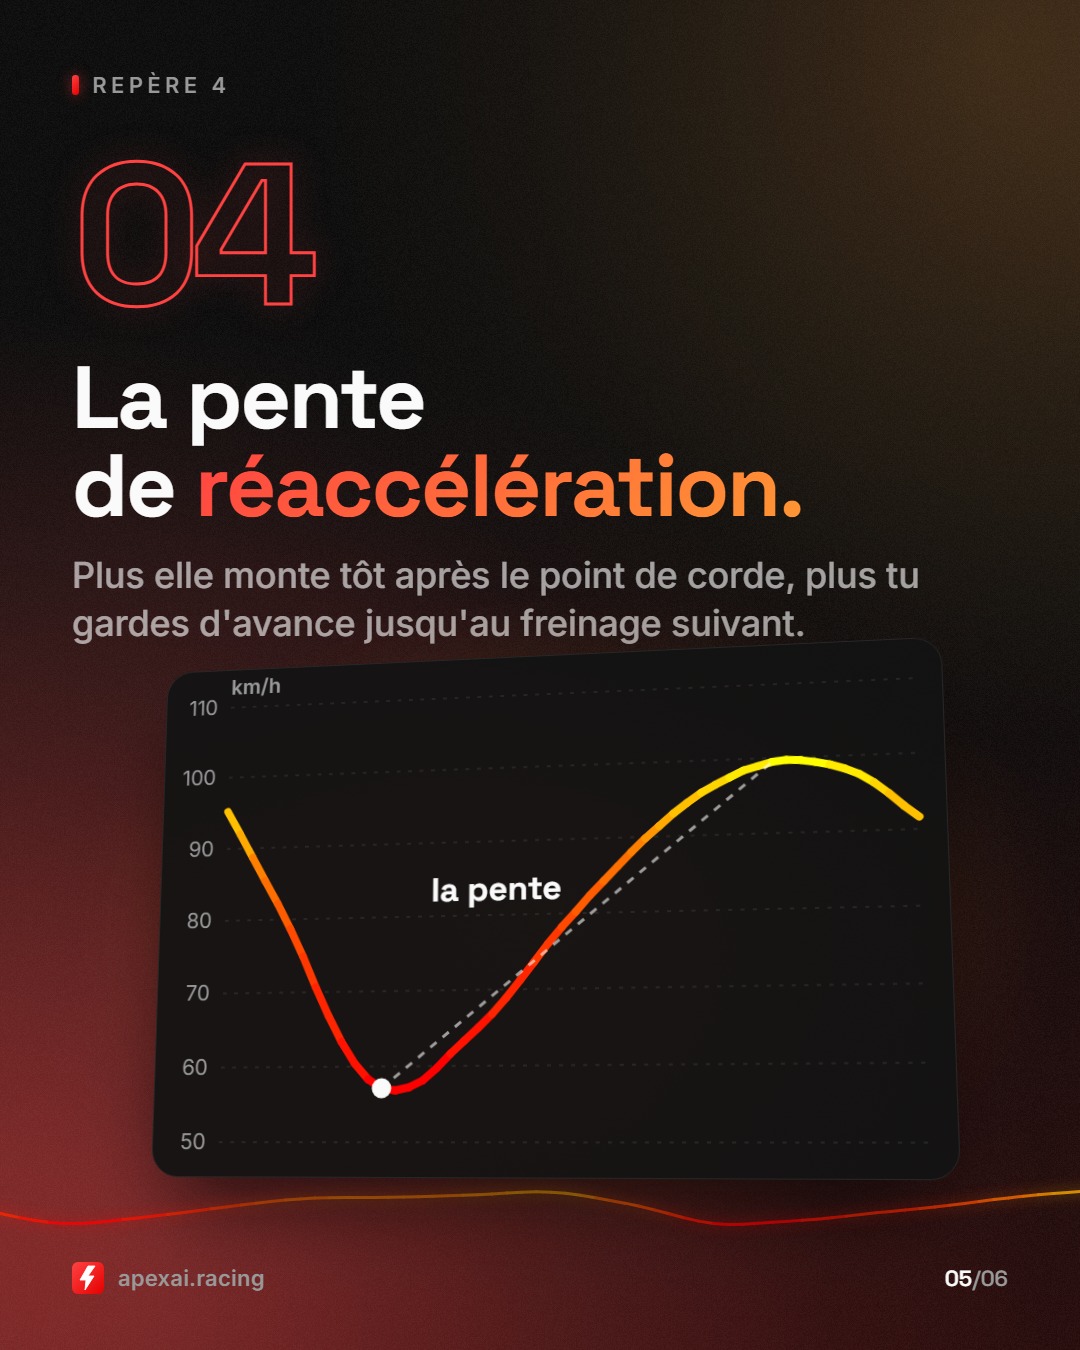 REPÈRE 4
04
La pente
de réaccélération.
Plus elle monte tôt après le point de corde, plus tu
gardes d'avance jusqu'au freinage suivant.
km/h
110
100
90
la pente
80
70
60
50
apexai.racing
05/06